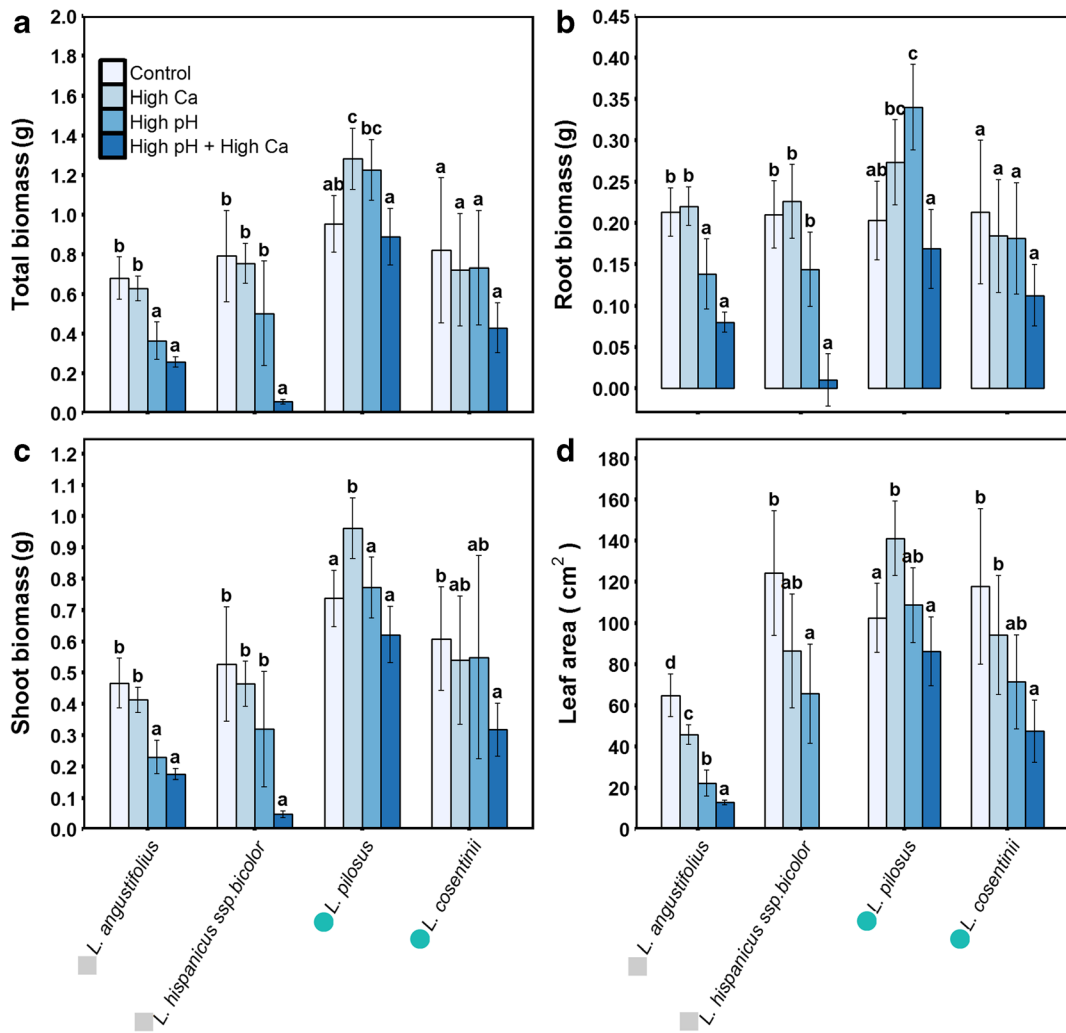 a
2.0
1.8
1.6
1.4
1.2
1.0
0.8
0.6
0.4
0.2
0.0
Total biomass (g)
Control
High Ca
High pH
High pH + High Ca
b b a a
b b b a
ab c bc a
a a a a
b
0.45
0.40
0.35
0.30
0.25
0.20
0.15
0.10
0.05
0.00
Root biomass (g)
b b a a
b b b a
ab bc c a
a a a a
c
1.2
1.1
1.0
0.9
0.8
0.7
0.6
0.5
0.4
0.3
0.2
0.1
0.0
Shoot biomass (g)
b b a a
b b b a
a b a a
b ab ab a
L. angustifolius
L. hispanicus ssp.bicolor
L. pilosus
L. cosentinii
d
180
160
140
120
100
80
60
40
20
0
Leaf area ( cm²)
d c b a
b ab a
a b ab a
b b ab a
L. angustifolius
L. hispanicus ssp.bicolor
L. pilosus
L. cosentinii